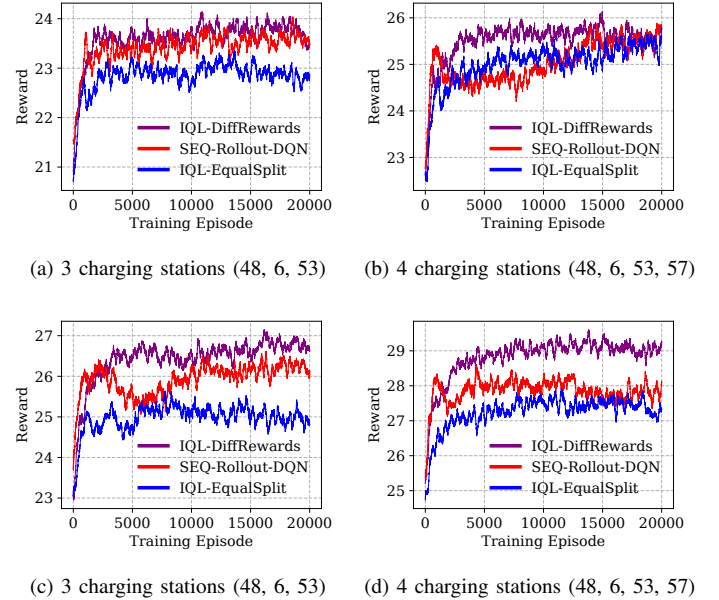 24
23
22
21
Reward
IQL-DiffRewards
SEQ-Rollout-DQN
IQL-EqualSplit
0 5000 10000 15000 20000
Training Episode
(a) 3 charging stations (48, 6, 53)
26
25
24
23
Reward
IQL-DiffRewards
SEQ-Rollout-DQN
IQL-EqualSplit
0 5000 10000 15000 20000
Training Episode
(b) 4 charging stations (48, 6, 53, 57)
27
26
25
24
23
Reward
IQL-DiffRewards
SEQ-Rollout-DQN
IQL-EqualSplit
0 5000 10000 15000 20000
Training Episode
(c) 3 charging stations (48, 6, 53)
29
28
27
26
25
Reward
IQL-DiffRewards
SEQ-Rollout-DQN
IQL-EqualSplit
0 5000 10000 15000 20000
Training Episode
(d) 4 charging stations (48, 6, 53, 57)